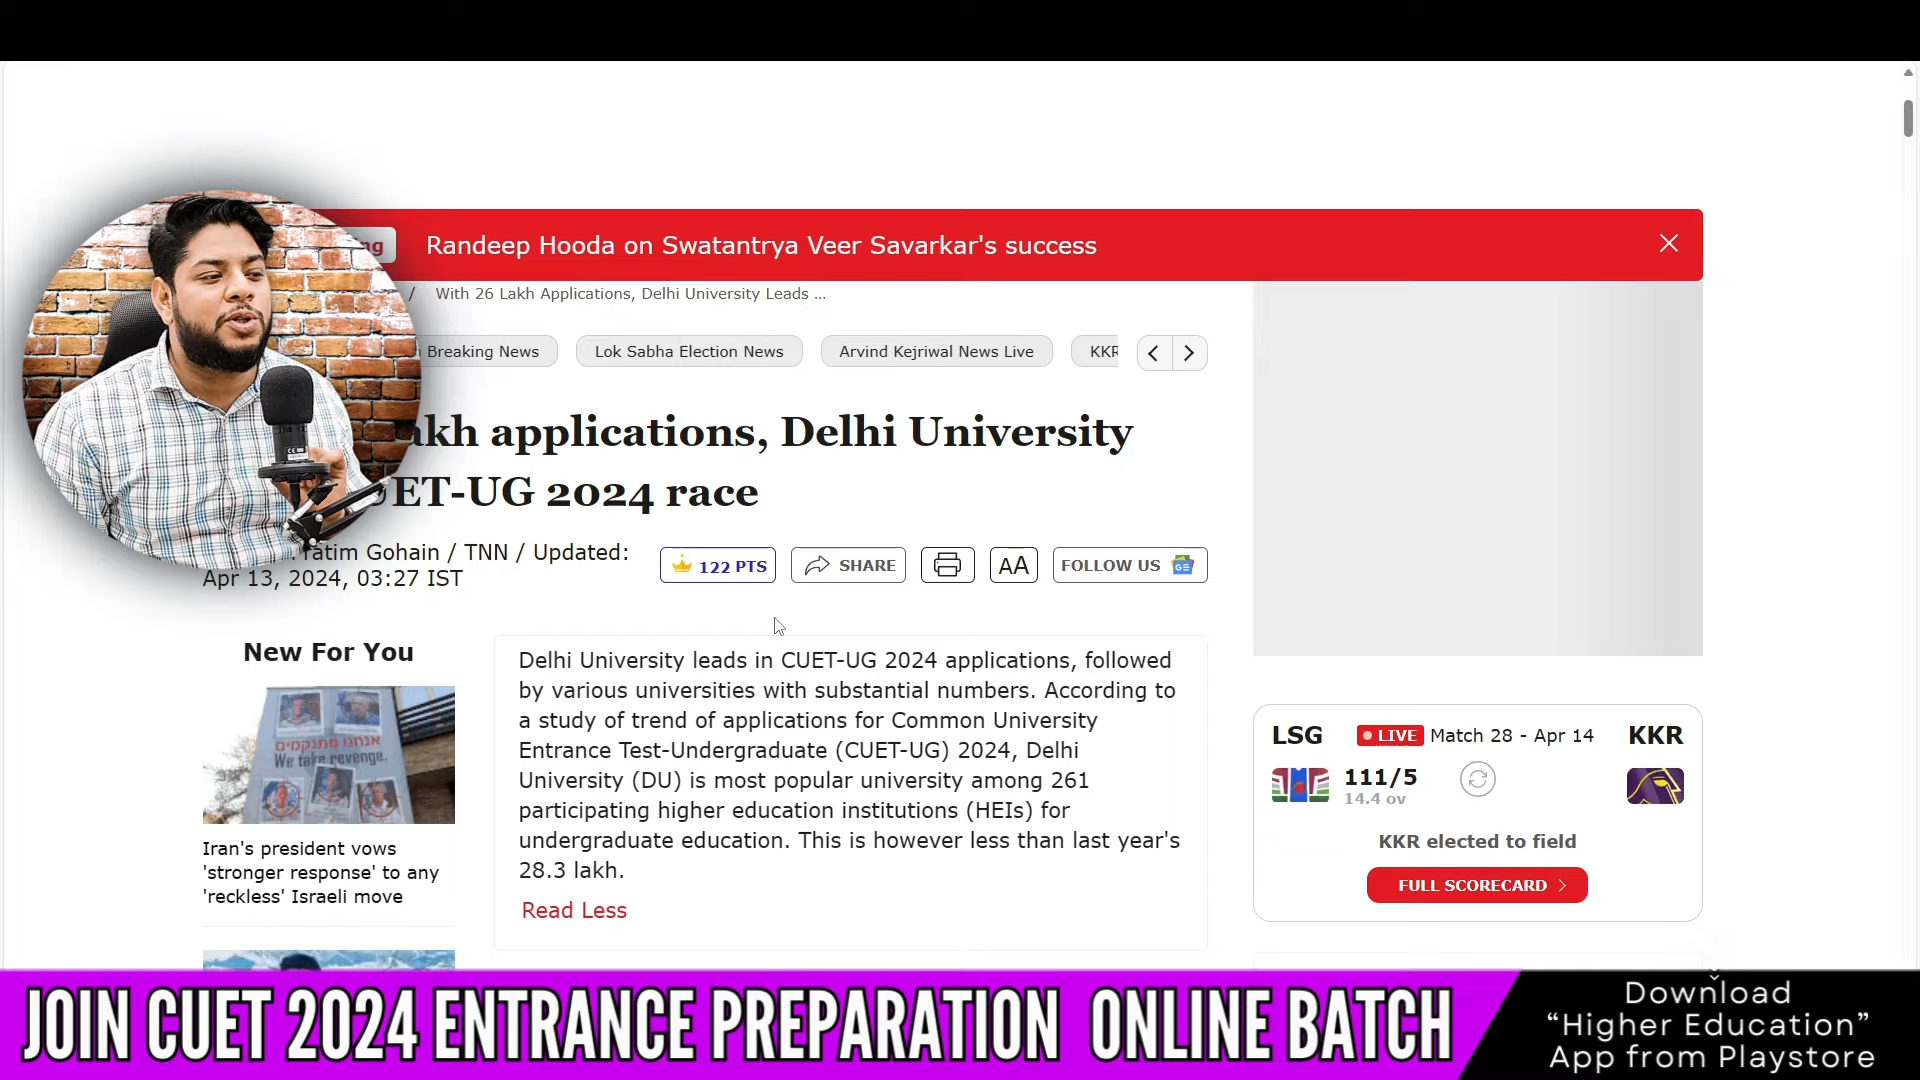 Randeep Hooda on Swatantrya Veer Savarkar's success
/ With 26 Lakh Applications, Delhi University Leads ...
Breaking News
Lok Sabha Election News
Arvind Kejriwal News Live
KKR
applications, Delhi University
ET-UG 2024 race
Gohain / TNN / Updated:
Apr 13, 2024, 03:27 IST
122 PTS
SHARE
AA
FOLLOW US
New For You
אנחנו מתנקמים
We take revenge.
Iran's president vows
'stronger response' to any
'reckless' Israeli move
Delhi University leads in CUET-UG 2024 applications, followed
by various universities with substantial numbers. According to
a study of trend of applications for Common University
Entrance Test-Undergraduate (CUET-UG) 2024, Delhi
University (DU) is most popular university among 261
participating higher education institutions (HEIs) for
undergraduate education. This is however less than last year's
28.3 lakh.
Read Less
LSG
LIVE Match 28 - Apr 14
KKR
111/5
14.4 ov
KKR elected to field
FULL SCORECARD
JOIN CUET 2024 ENTRANCE PREPARATION ONLINE BATCH
Download
“Higher Education”
App from Playstore